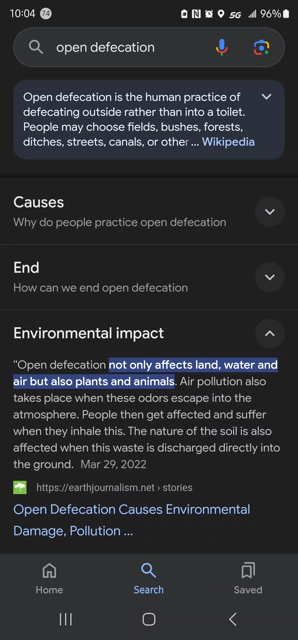 10:04 74 5G 96%
open defecation
Open defecation is the human practice of
defecating outside rather than into a toilet.
People may choose fields, bushes, forests,
ditches, streets, canals, or other ... Wikipedia
Causes
Why do people practice open defecation
End
How can we end open defecation
Environmental impact
"Open defecation not only affects land, water and
air but also plants and animals. Air pollution also
takes place when these odors escape into the
atmosphere. People then get affected and suffer
when they inhale this. The nature of the soil is also
affected when this waste is discharged directly into
the ground. Mar 29, 2022
https://earthjournalism.net › stories
Open Defecation Causes Environmental
Damage, Pollution ...
Home Search Saved